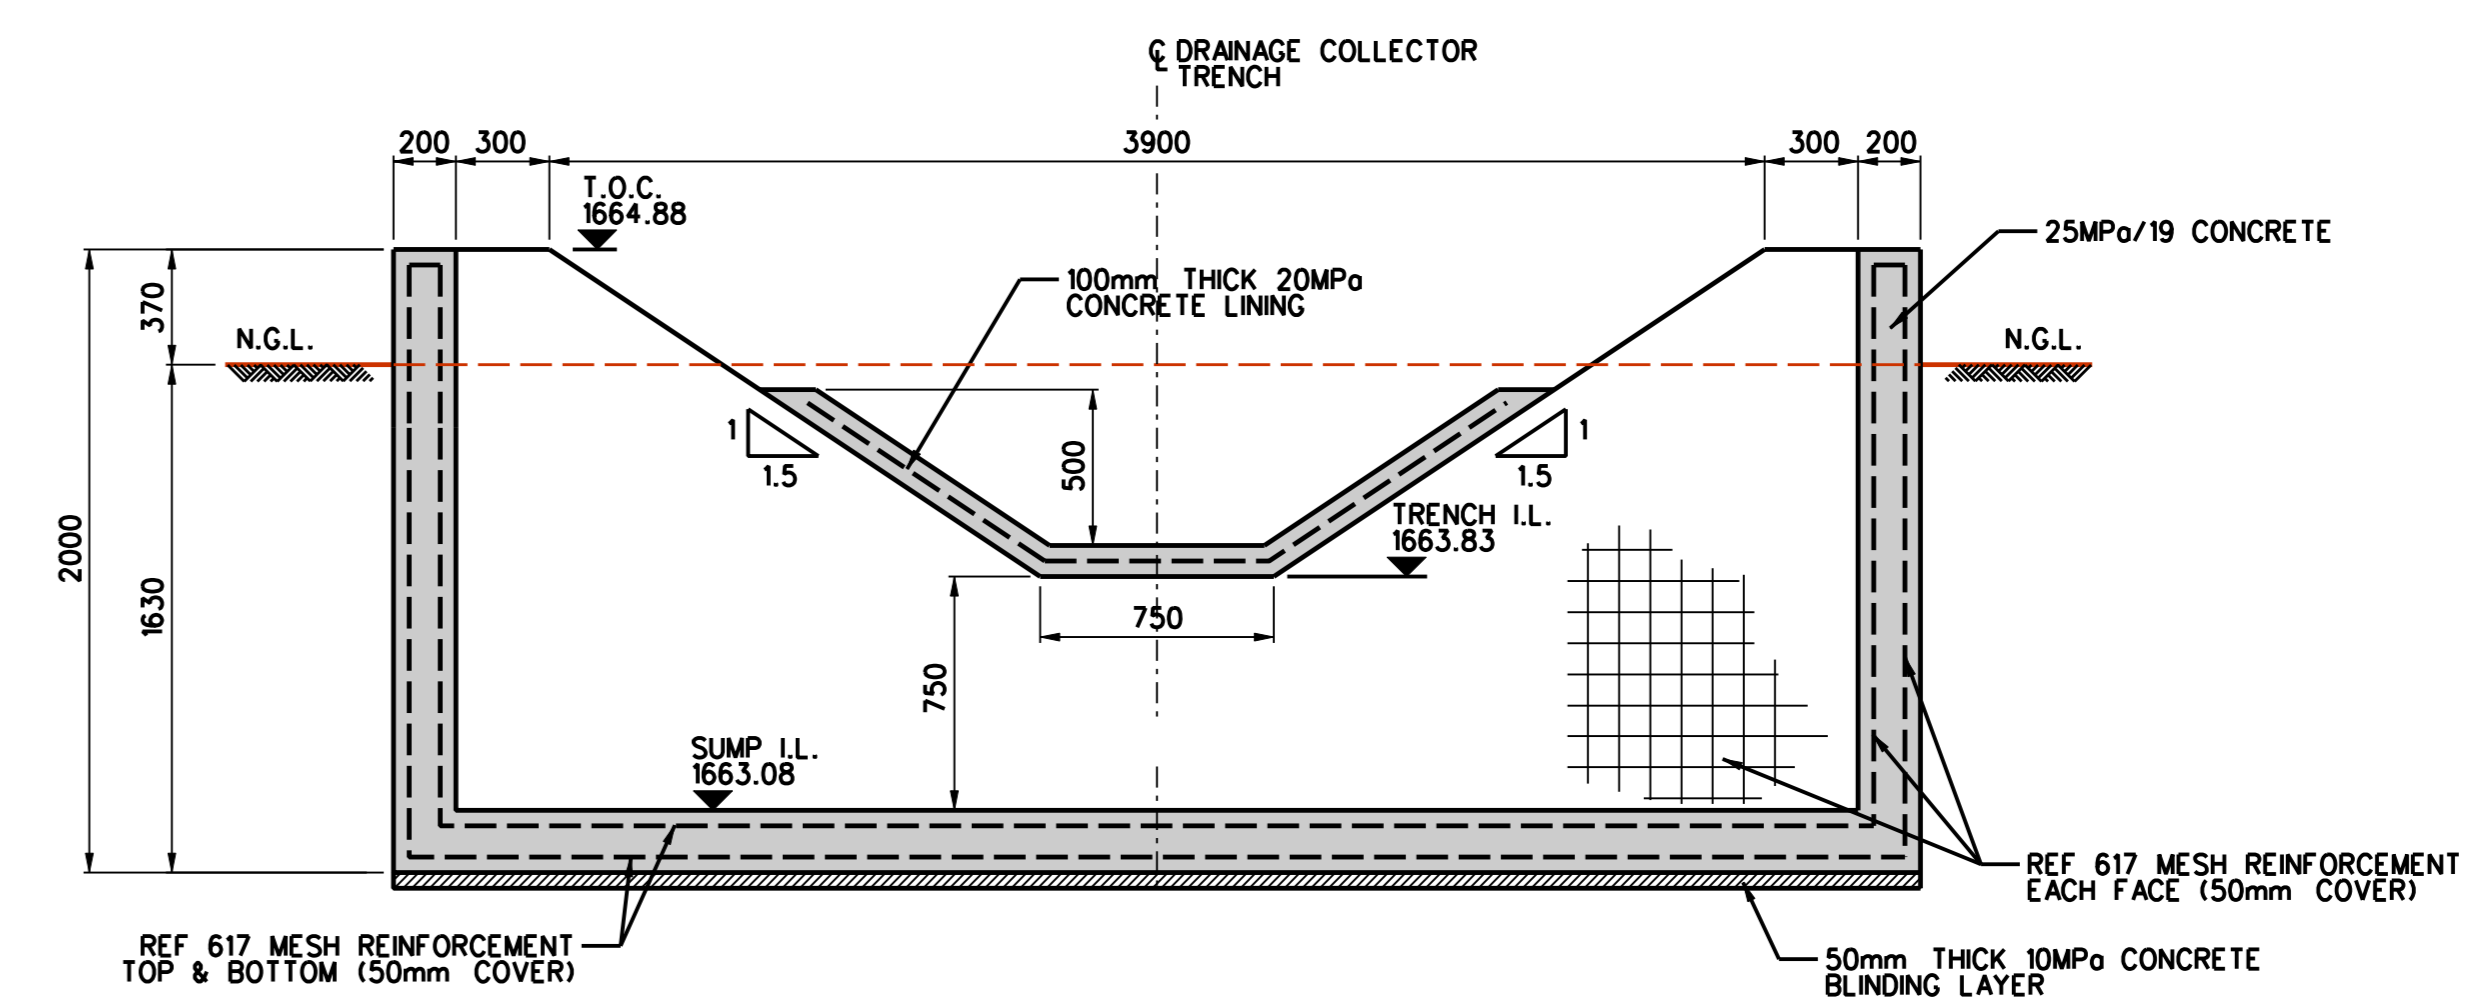 ℄ DRAINAGE COLLECTOR
TRENCH
200 300 3900 300 200
T.O.C.
1664.88
25MPa/19 CONCRETE
100mm THICK 20MPa
CONCRETE LINING
370
N.G.L.
N.G.L.
1
1.5
500
1
1.5
TRENCH I.L.
1663.83
2000
1630
750
750
SUMP I.L.
1663.08
REF 617 MESH REINFORCEMENT
EACH FACE (50mm COVER)
REF 617 MESH REINFORCEMENT
TOP & BOTTOM (50mm COVER)
50mm THICK 10MPa CONCRETE
BLINDING LAYER